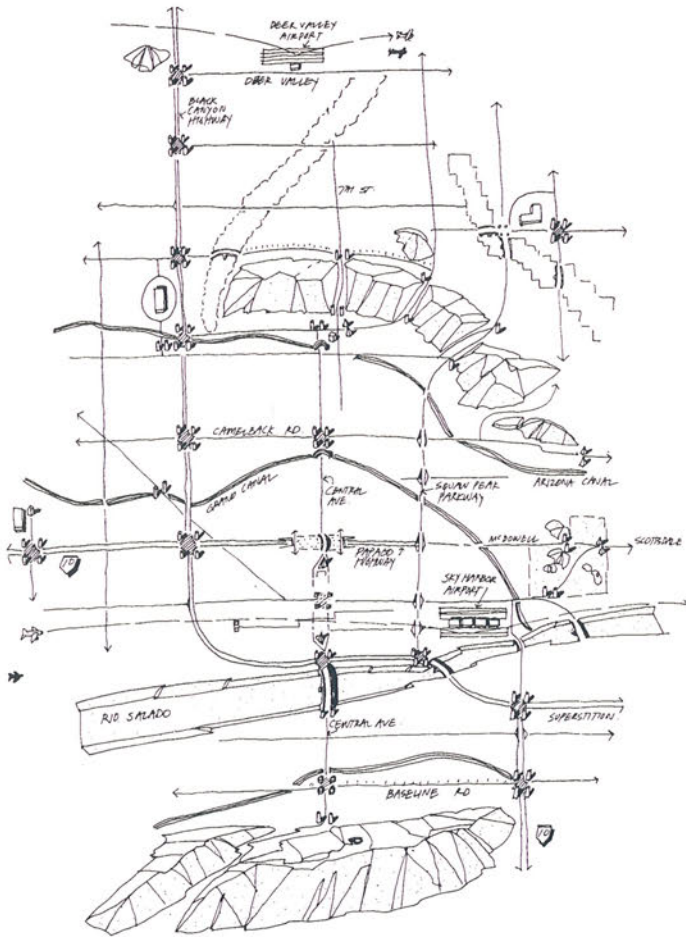 DEER VALLEY
AIRPORT
DEER VALLEY
BLACK
CANYON
HIGHWAY
7TH ST.
CAMELBACK RD.
GRAND CANAL
CENTRAL
AVE
SQUAW PEAK
PARKWAY
ARIZONA CANAL
PAPAGO
McDOWELL
SCOTTSDALE
10
SKY HARBOR
AIRPORT
RIO SALADO
CENTRAL AVE
SUPERSTITION
BASELINE RD
10